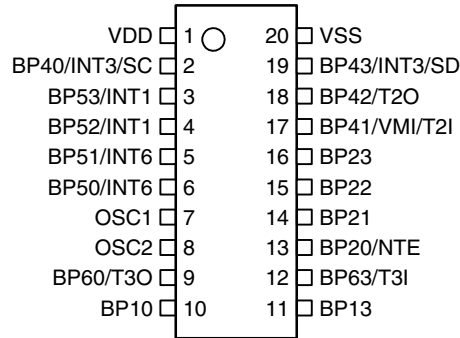 VDD 1 20 VSS
BP40/INT3/SC 2 19 BP43/INT3/SD
BP53/INT1 3 18 BP42/T2O
BP52/INT1 4 17 BP41/VMI/T2I
BP51/INT6 5 16 BP23
BP50/INT6 6 15 BP22
OSC1 7 14 BP21
OSC2 8 13 BP20/NTE
BP60/T3O 9 12 BP63/T3I
BP10 10 11 BP13